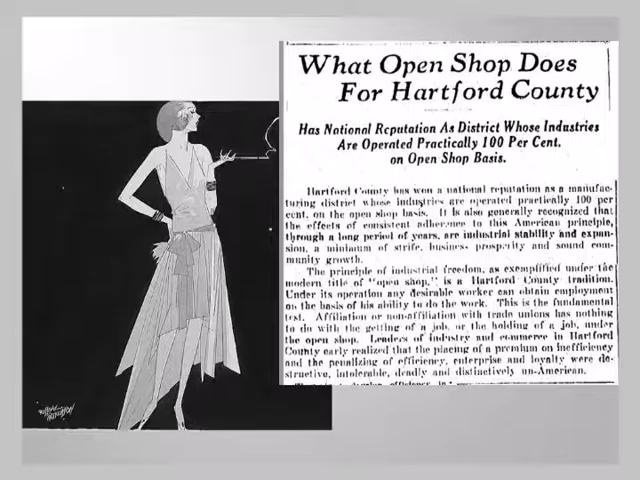 What Open Shop Does
For Hartford County
Has National Reputation As District Whose Industries
Are Operated Practically 100 Per Cent.
on Open Shop Basis.
Hartford County has won a national reputation as a manufac-
turing district whose industries are operated practically 100 per
cent. on the open shop basis. It is also generally recognized that
the effects of consistent adherence to this American principle,
through a long period of years, are industrial stability and expan-
sion, a minimum of strife, business prosperity and sound com-
munity growth.
The principle of industrial freedom, as exemplified under the
modern title of "open shop," is a Hartford County tradition.
Under its operation any desirable worker can obtain employment
on the basis of his ability to do the work. This is the fundamental
test. Affiliation or non-affiliation with trade unions has nothing
to do with the getting of a job, or the holding of a job, under
the open shop. Leaders of industry and commerce in Hartford
County early realized that the placing of a premium on inefficiency
and the penalizing of efficiency, enterprise and loyalty were de-
structive, intolerable, deadly and distinctively un-American.